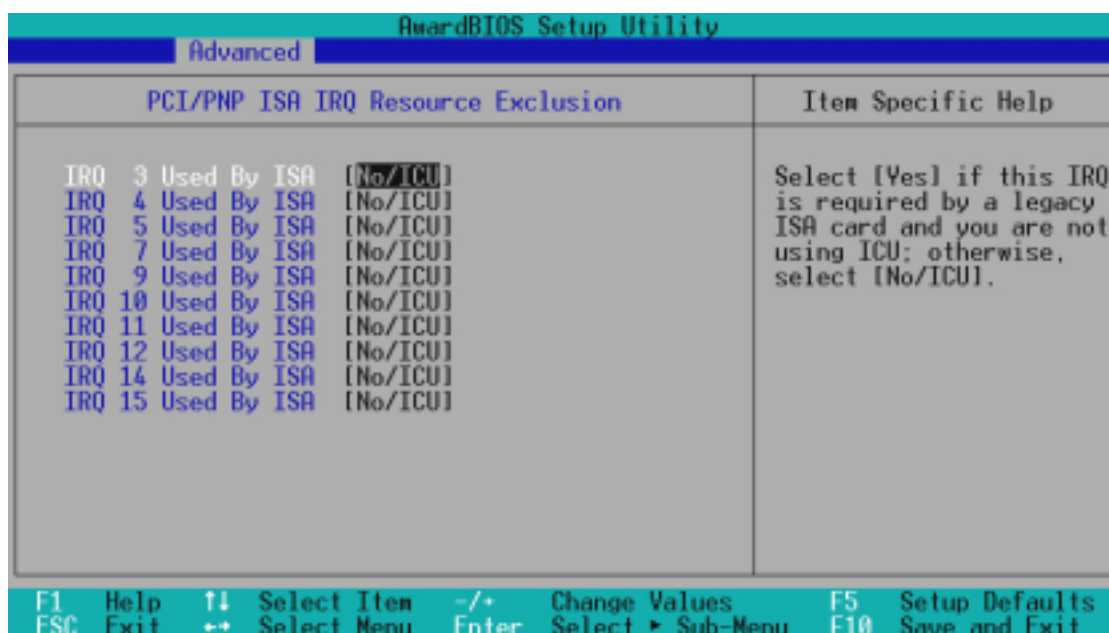 AwardBIOS Setup Utility
Advanced
PCI/PNP ISA IRQ Resource Exclusion
IRQ 3 Used By ISA [No/ICU]
IRQ 4 Used By ISA [No/ICU]
IRQ 5 Used By ISA [No/ICU]
IRQ 7 Used By ISA [No/ICU]
IRQ 9 Used By ISA [No/ICU]
IRQ 10 Used By ISA [No/ICU]
IRQ 11 Used By ISA [No/ICU]
IRQ 12 Used By ISA [No/ICU]
IRQ 14 Used By ISA [No/ICU]
IRQ 15 Used By ISA [No/ICU]
Item Specific Help
Select [Yes] if this IRQ
is required by a legacy
ISA card and you are not
using ICU; otherwise,
select [No/ICU].
F1 Help ↑↓ Select Item -/+ Change Values F5 Setup Defaults
ESC Exit ←→ Select Menu Enter Select ► Sub-Menu F10 Save and Exit